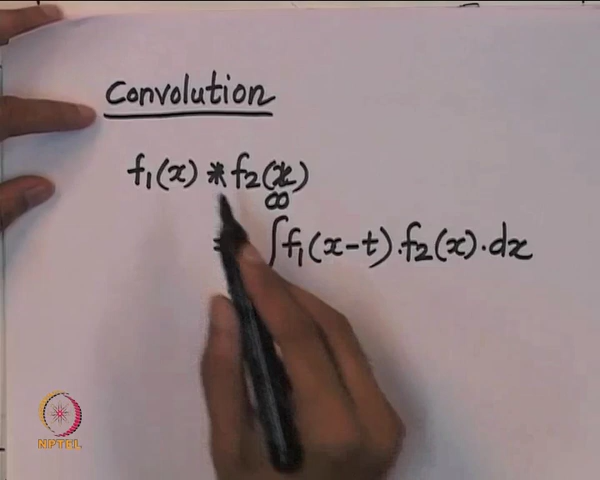 Convolution
f₁(x) * f₂(x)
∞
= ∫f₁(x-t).f₂(x).dx
NPTEL